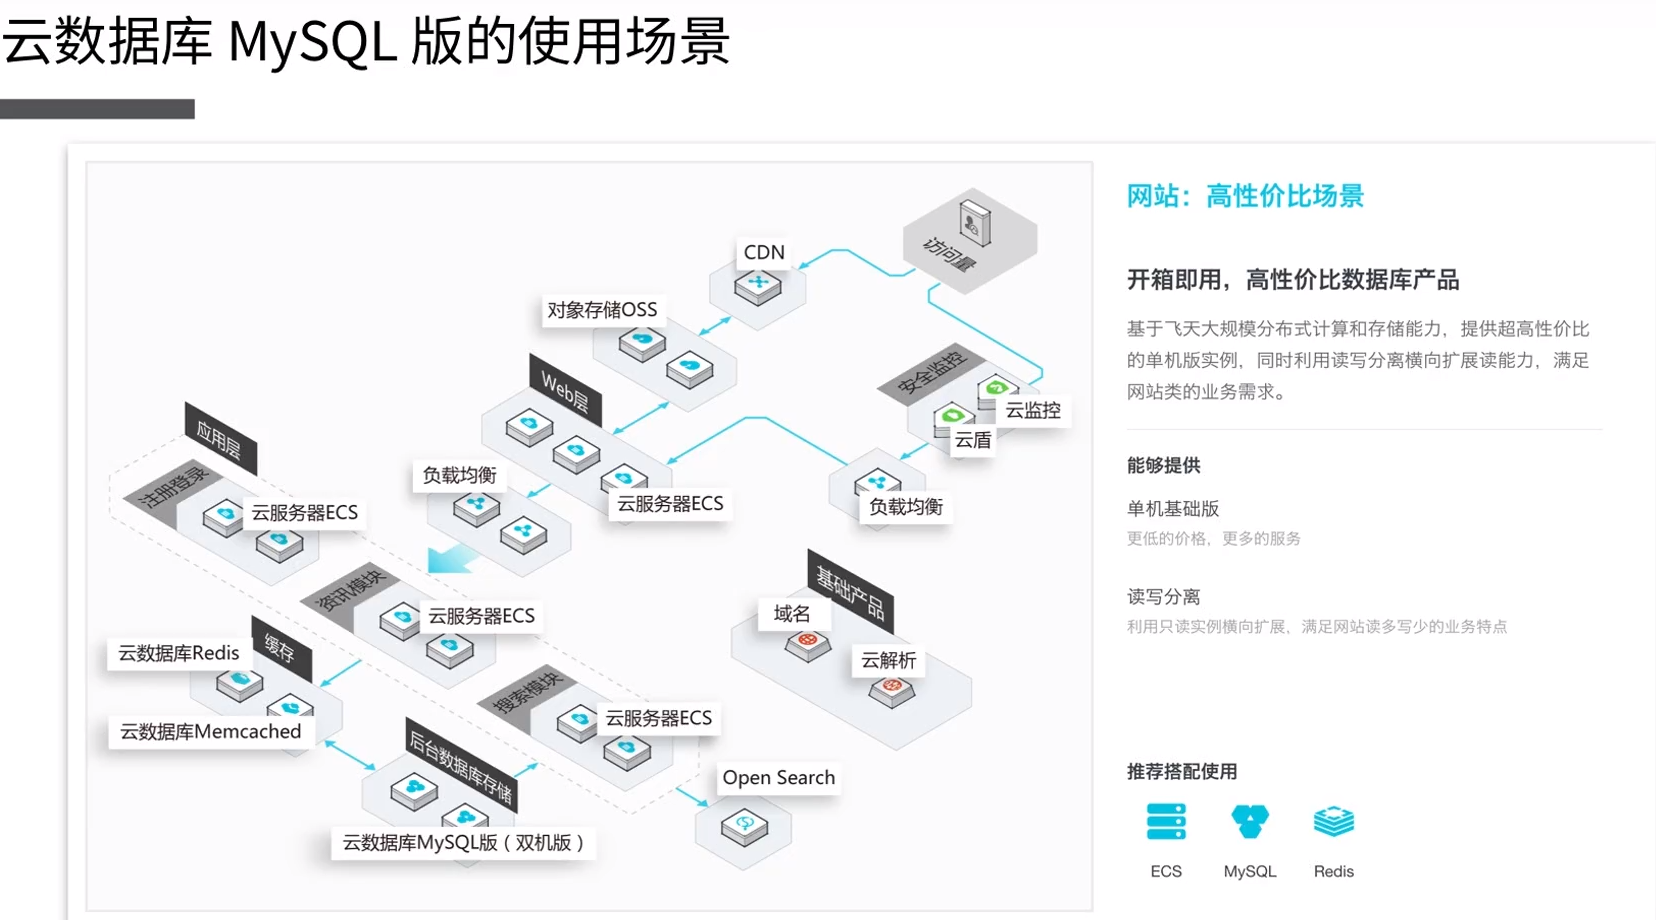 云数据库 MySQL 版的使用场景
访问量
CDN
对象存储OSS
Web层
安全监控
云监控
云盾
应用层
注册登录
云服务器ECS
负载均衡
云服务器ECS
负载均衡
资讯模块
云服务器ECS
基础产品
域名
云解析
缓存
云数据库Redis
云数据库Memcached
搜索模块
云服务器ECS
后台数据库存储
云数据库MySQL版（双机版）
Open Search
网站：高性价比场景
开箱即用，高性价比数据库产品
基于飞天大规模分布式计算和存储能力，提供超高性价比
的单机版实例，同时利用读写分离横向扩展读能力，满足
网站类的业务需求。
能够提供
单机基础版
更低的价格，更多的服务
读写分离
利用只读实例横向扩展，满足网站读多写少的业务特点
推荐搭配使用
ECS
MySQL
Redis